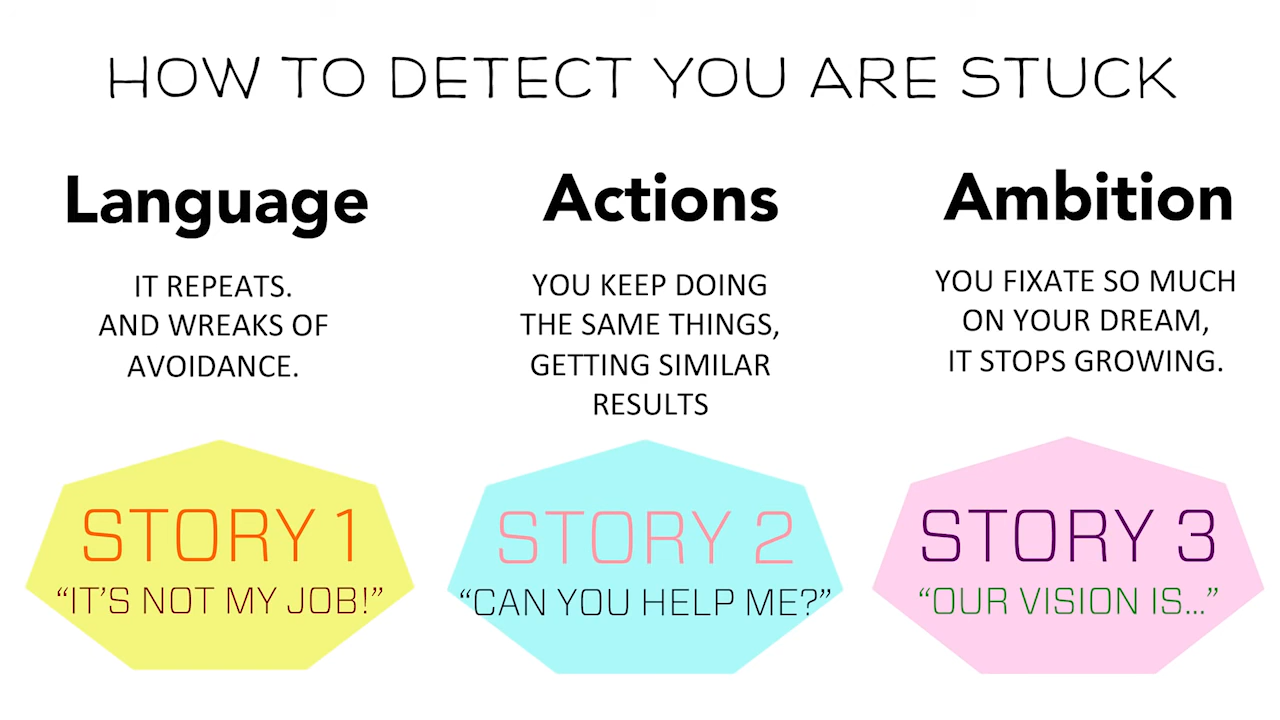 HOW TO DETECT YOU ARE STUCK
Language
IT REPEATS.
AND WREAKS OF
AVOIDANCE.
STORY 1
“IT’S NOT MY JOB!”
Actions
YOU KEEP DOING
THE SAME THINGS,
GETTING SIMILAR
RESULTS
STORY 2
“CAN YOU HELP ME?”
Ambition
YOU FIXATE SO MUCH
ON YOUR DREAM,
IT STOPS GROWING.
STORY 3
“OUR VISION IS...”